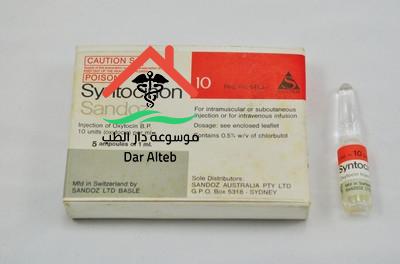 CAUTION S
POISON
Syntocinon
Sandoz
10
Injection of Oxytocin B.P.
10 units
5 ampoules of 1 mL
For intramuscular or subcutaneous
injection or for intravenous infusion
Dosage: see enclosed leaflet
Contains 0.5% w/v of chlorbutol
Mfd in Switzerland by
SANDOZ LTD BASLE
Sole Distributors:
SANDOZ AUSTRALIA PTY LTD
G.P.O. Box 5318 - SYDNEY
موسوعة دار الطب
Dar Alteb
10
Syntoci